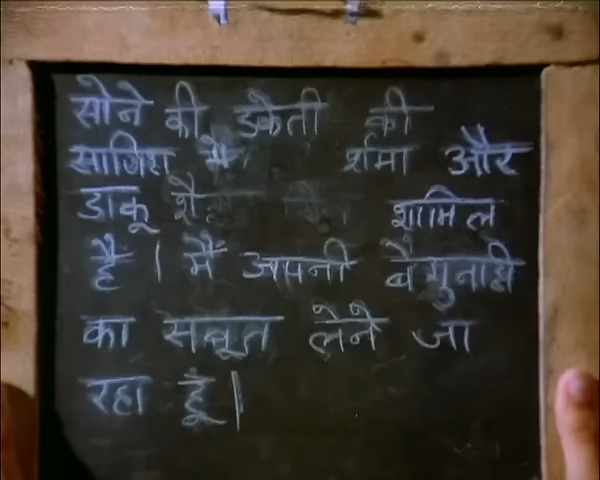 सोने की डकेती की
साजिश में शर्मा और
डाकू शामिल
है । मैं अपनी बेगुनाही
का सबूत लेने जा
रहा हूँ ।